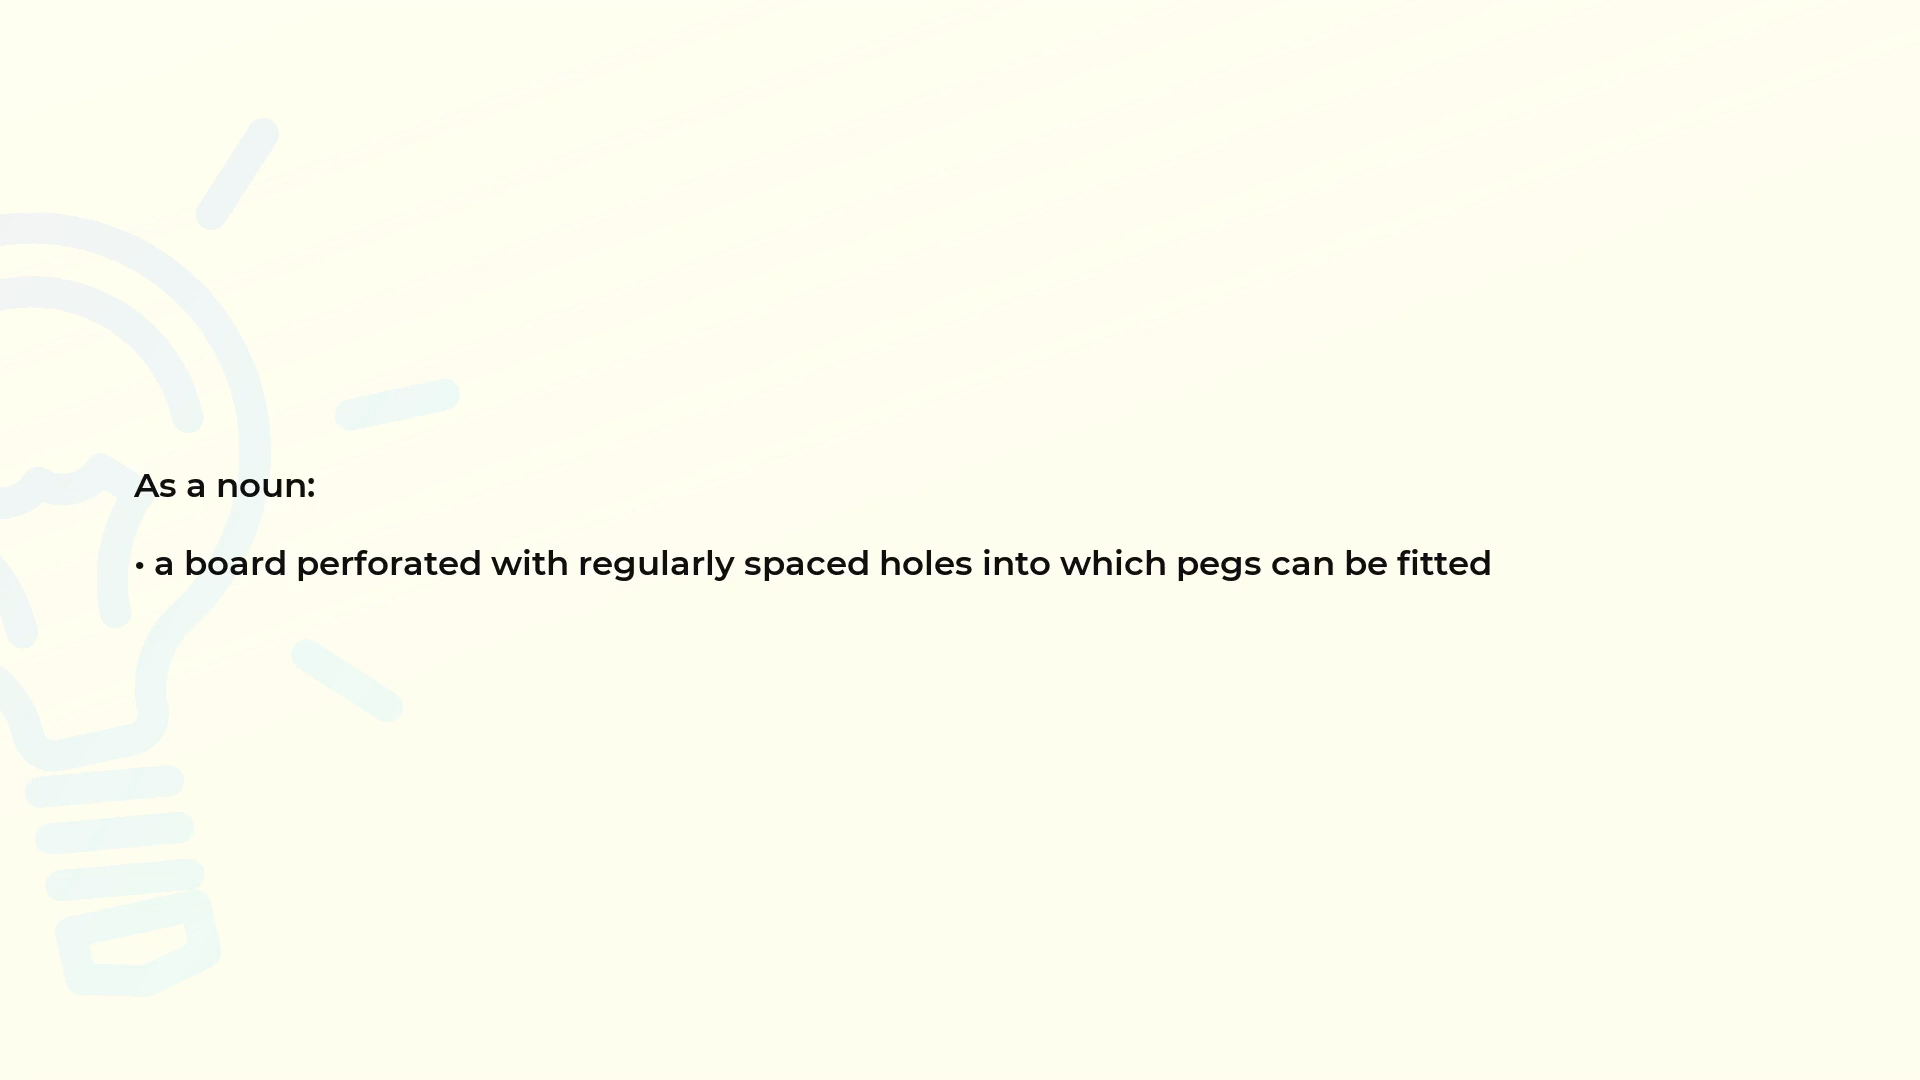 As a noun:
• a board perforated with regularly spaced holes into which pegs can be fitted